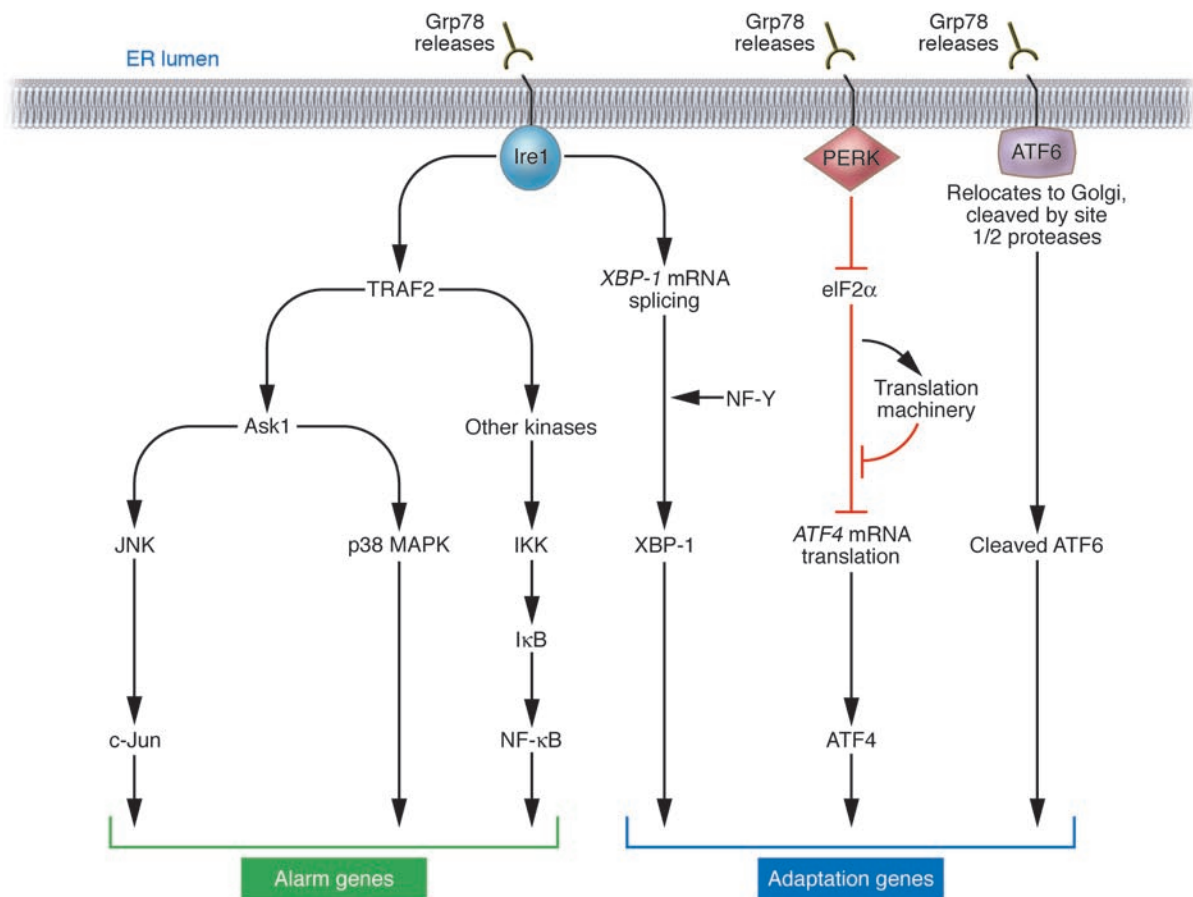 Grp78
releases
Grp78
releases
Grp78
releases
ER lumen
Ire1
PERK
ATF6
Relocates to Golgi,
cleaved by site
1/2 proteases
TRAF2
XBP-1 mRNA
splicing
eIF2α
Translation
machinery
NF-Y
Ask1
Other kinases
JNK
p38 MAPK
IKK
XBP-1
ATF4 mRNA
translation
Cleaved ATF6
IκB
c-Jun
NF-κB
ATF4
Alarm genes
Adaptation genes